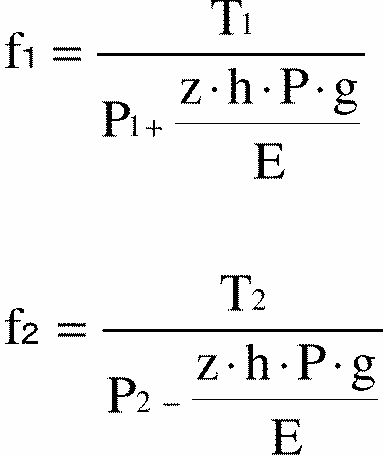 f1 = T1 / (P1 + (z · h · P · g) / E)
f2 = T2 / (P2 − (z · h · P · g) / E)